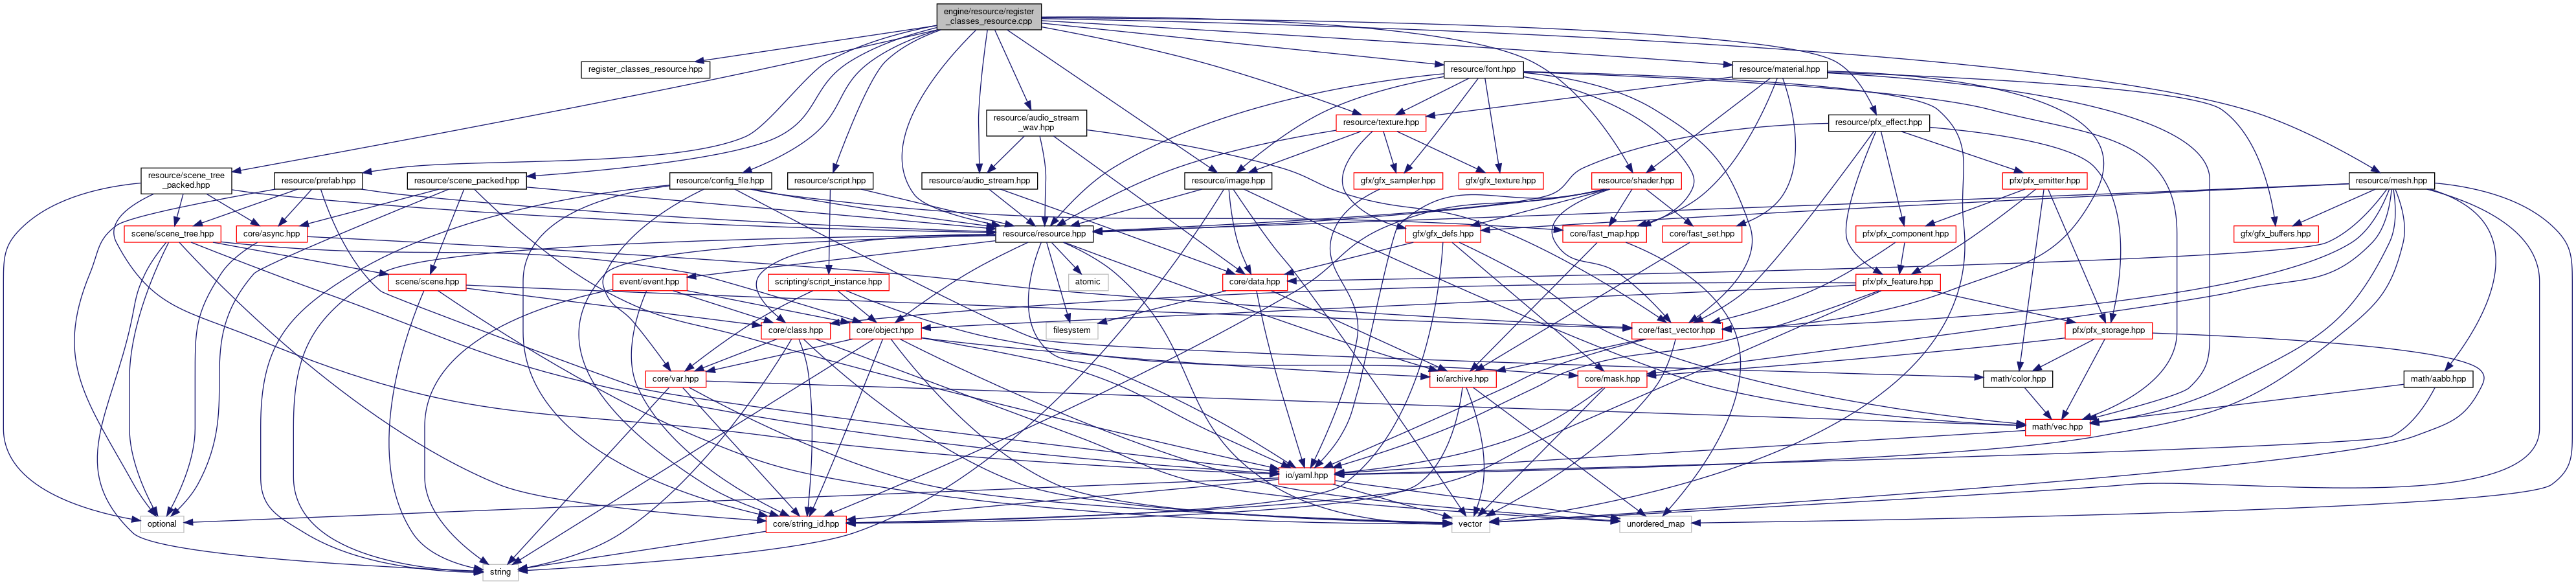 engine/resource/register
_classes_resource.cpp
register_classes_resource.hpp
resource/font.hpp
resource/material.hpp
resource/audio_stream
_wav.hpp
resource/texture.hpp
resource/pfx_effect.hpp
resource/scene_tree
_packed.hpp
resource/prefab.hpp
resource/scene_packed.hpp
resource/config_file.hpp
resource/script.hpp
resource/audio_stream.hpp
resource/image.hpp
gfx/gfx_sampler.hpp
gfx/gfx_texture.hpp
resource/shader.hpp
pfx/pfx_emitter.hpp
resource/mesh.hpp
scene/scene_tree.hpp
core/async.hpp
resource/resource.hpp
gfx/gfx_defs.hpp
core/fast_map.hpp
core/fast_set.hpp
pfx/pfx_component.hpp
gfx/gfx_buffers.hpp
scene/scene.hpp
event/event.hpp
scripting/script_instance.hpp
atomic
core/data.hpp
pfx/pfx_feature.hpp
core/class.hpp
core/object.hpp
filesystem
core/fast_vector.hpp
pfx/pfx_storage.hpp
core/var.hpp
io/archive.hpp
core/mask.hpp
math/color.hpp
math/aabb.hpp
math/vec.hpp
io/yaml.hpp
optional
core/string_id.hpp
vector
unordered_map
string